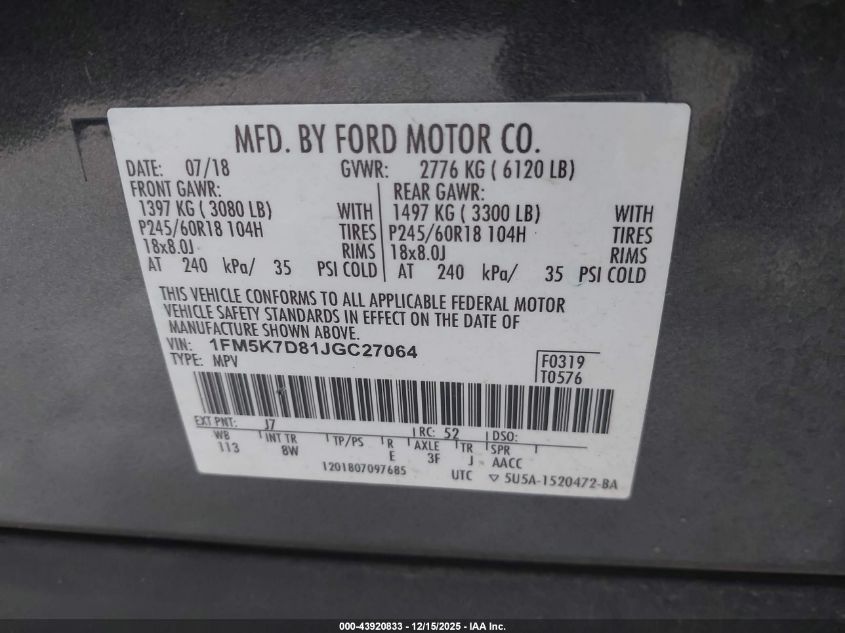 MFD. BY FORD MOTOR CO.
DATE: 07/18 GVWR: 2776 KG ( 6120 LB)
FRONT GAWR: REAR GAWR:
1397 KG ( 3080 LB) WITH 1497 KG ( 3300 LB) WITH
P245/60R18 104H TIRES P245/60R18 104H TIRES
18x8.0J RIMS 18x8.0J RIMS
AT 240 kPa/ 35 PSI COLD AT 240 kPa/ 35 PSI COLD
THIS VEHICLE CONFORMS TO ALL APPLICABLE FEDERAL MOTOR
VEHICLE SAFETY STANDARDS IN EFFECT ON THE DATE OF
MANUFACTURE SHOWN ABOVE.
VIN: 1FM5K7D81JGC27064
TYPE: MPV F0319
T0576
EXT PNT: J7 RC: 52 DSO:
WB INT TR TP/PS R AXLE TR SPR
113 8W E 3F J AACC
1201807097685 UTC ▽ 5U5A-1520472-BA
000-43920833 - 12/15/2025 - IAA Inc.